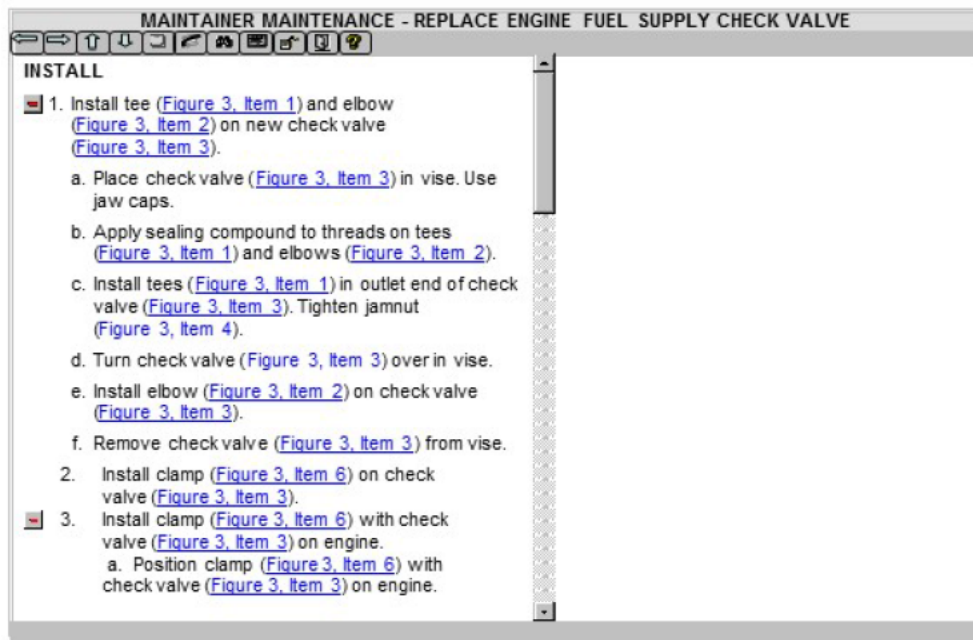 MAINTAINER MAINTENANCE - REPLACE ENGINE FUEL SUPPLY CHECK VALVE
INSTALL
1. Install tee (Figure 3, Item 1) and elbow
(Figure 3, Item 2) on new check valve
(Figure 3, Item 3).
a. Place check valve (Figure 3, Item 3) in vise. Use
jaw caps.
b. Apply sealing compound to threads on tees
(Figure 3, Item 1) and elbows (Figure 3, Item 2).
c. Install tees (Figure 3, Item 1) in outlet end of check
valve (Figure 3, Item 3). Tighten jamnut
(Figure 3, Item 4).
d. Turn check valve (Figure 3, Item 3) over in vise.
e. Install elbow (Figure 3, Item 2) on check valve
(Figure 3, Item 3).
f. Remove check valve (Figure 3, Item 3) from vise.
2. Install clamp (Figure 3, Item 6) on check
valve (Figure 3, Item 3).
3. Install clamp (Figure 3, Item 6) with check
valve (Figure 3, Item 3) on engine.
a. Position clamp (Figure 3, Item 6) with
check valve (Figure 3, Item 3) on engine.